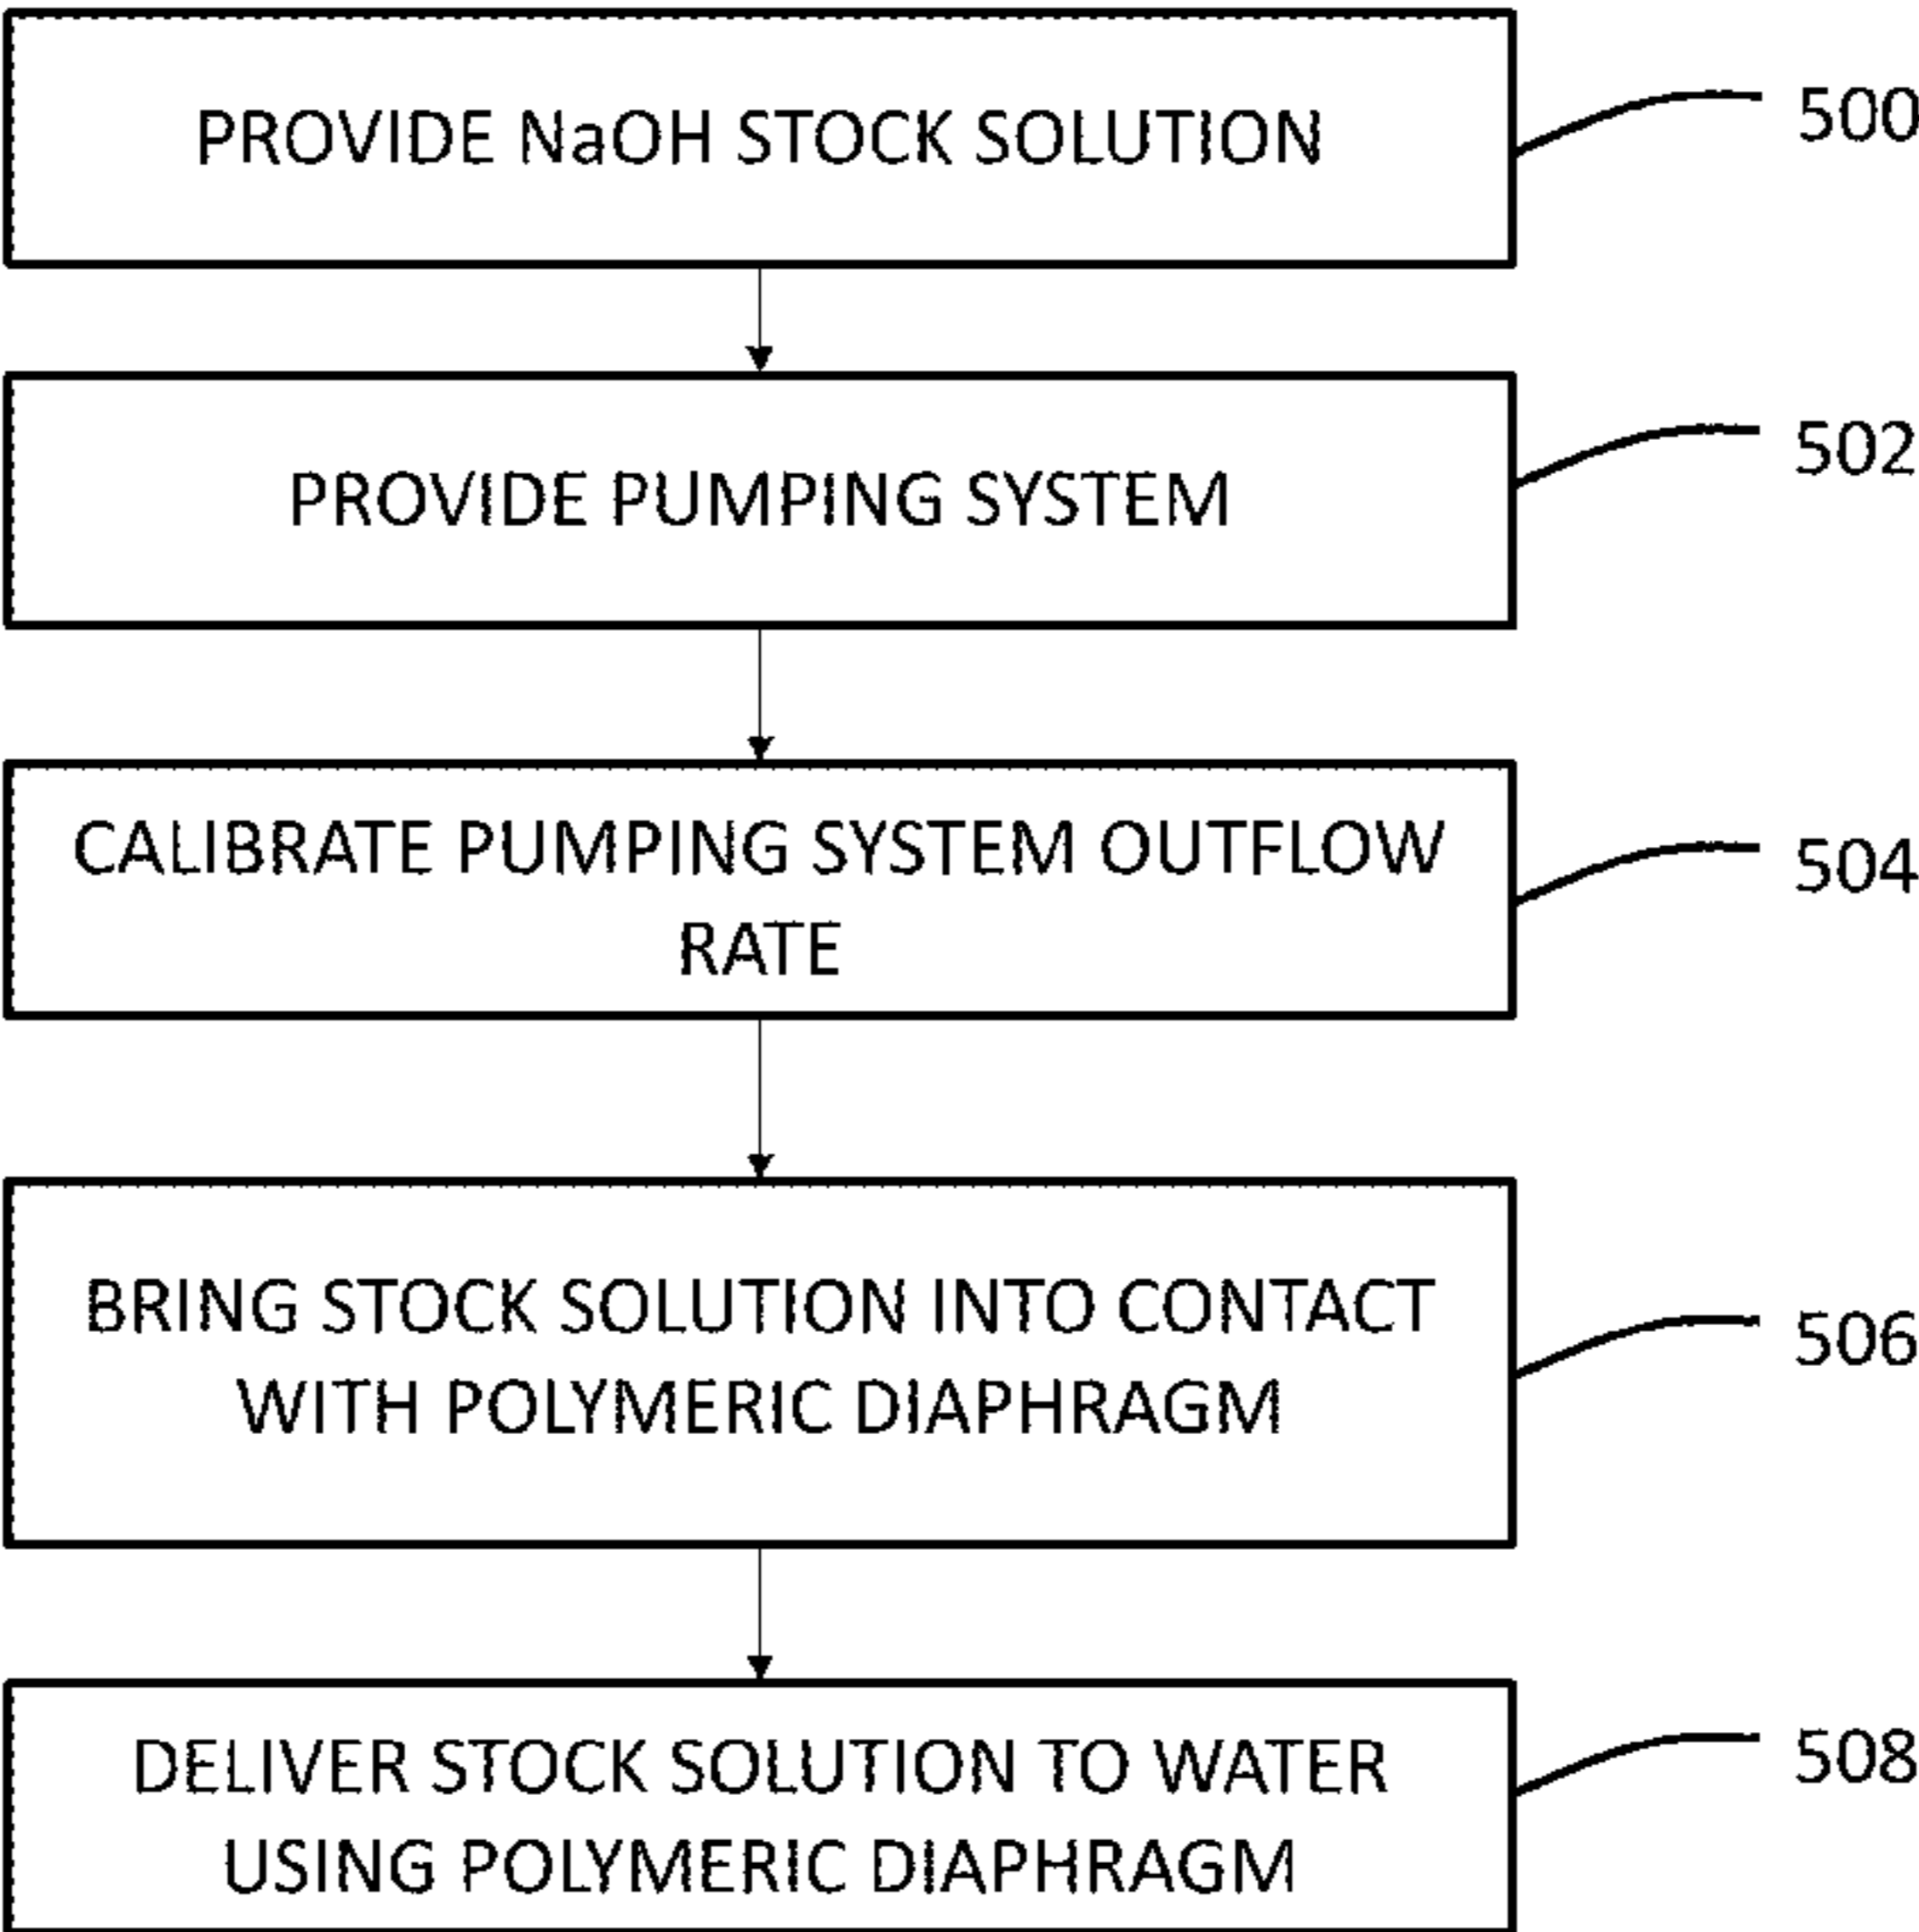 PROVIDE NaOH STOCK SOLUTION
500
PROVIDE PUMPING SYSTEM
502
CALIBRATE PUMPING SYSTEM OUTFLOW
RATE
504
BRING STOCK SOLUTION INTO CONTACT
WITH POLYMERIC DIAPHRAGM
506
DELIVER STOCK SOLUTION TO WATER
USING POLYMERIC DIAPHRAGM
508